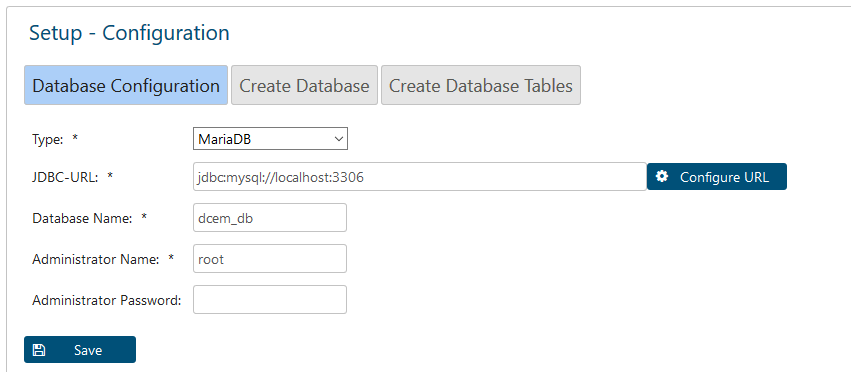 Setup - Configuration
Database Configuration Create Database Create Database Tables
Type: * MariaDB
JDBC-URL: * jdbc:mysql://localhost:3306 Configure URL
Database Name: * dcem_db
Administrator Name: * root
Administrator Password:
Save